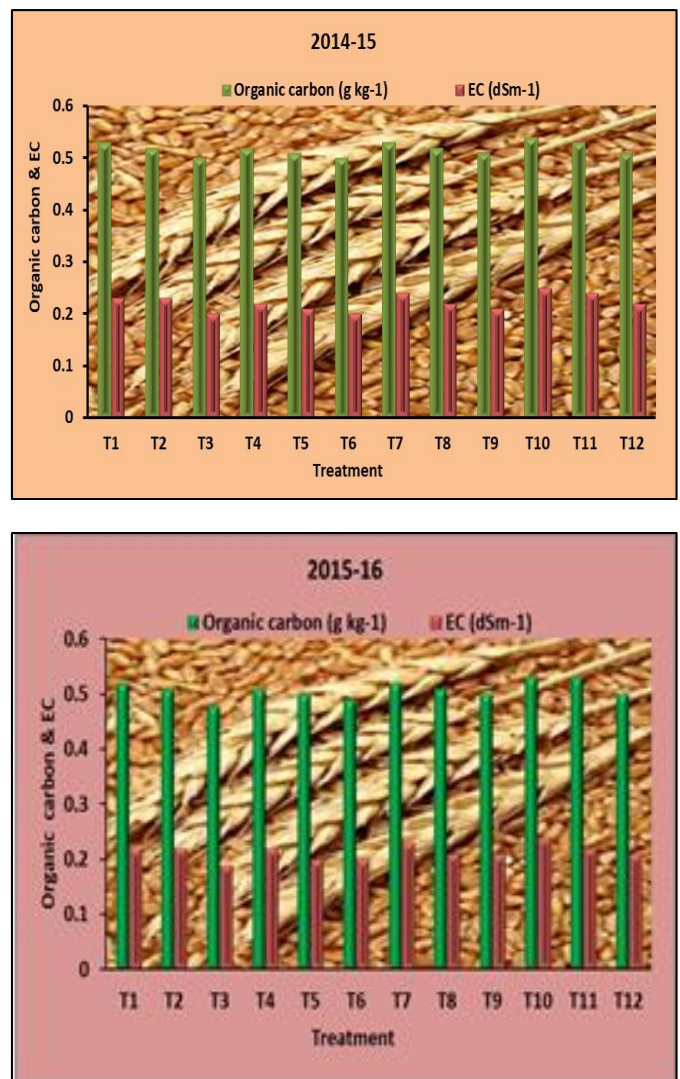 2014-15
Organic carbon (g kg-1) EC (dSm-1)
Organic carbon & EC
0.6
0.5
0.4
0.3
0.2
0.1
0
T1 T2 T3 T4 T5 T6 T7 T8 T9 T10 T11 T12
Treatment
2015-16
Organic carbon (g kg-1) EC (dSm-1)
Organic carbon & EC
0.6
0.5
0.4
0.3
0.2
0.1
0
T1 T2 T3 T4 T5 T6 T7 T8 T9 T10 T11 T12
Treatment